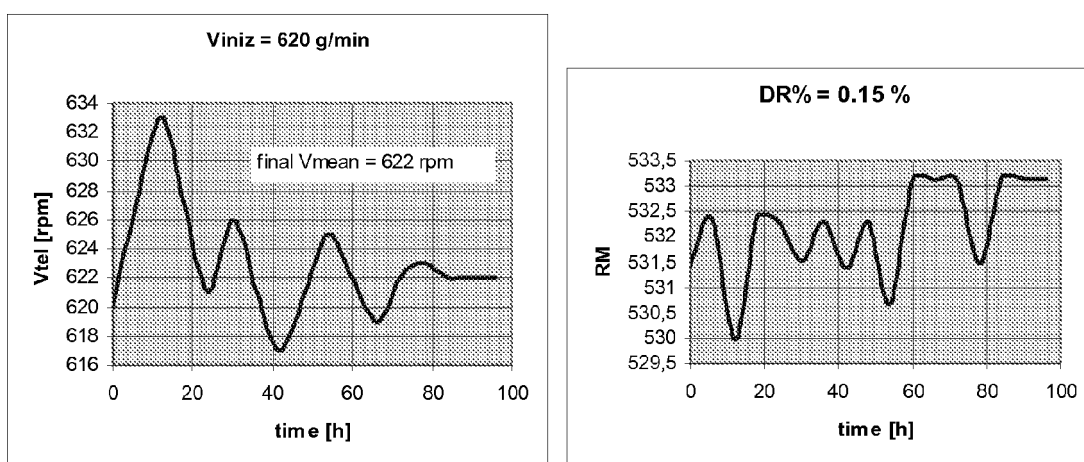 Viniz = 620 g/min
634
632
630
628
626
624
622
620
618
616
Vtel [rpm]
final Vmean = 622 rpm
0 20 40 60 80 100
time [h]
DR% = 0.15 %
533,5
533
532,5
532
531,5
531
530,5
530
529,5
RM
0 20 40 60 80 100
time [h]